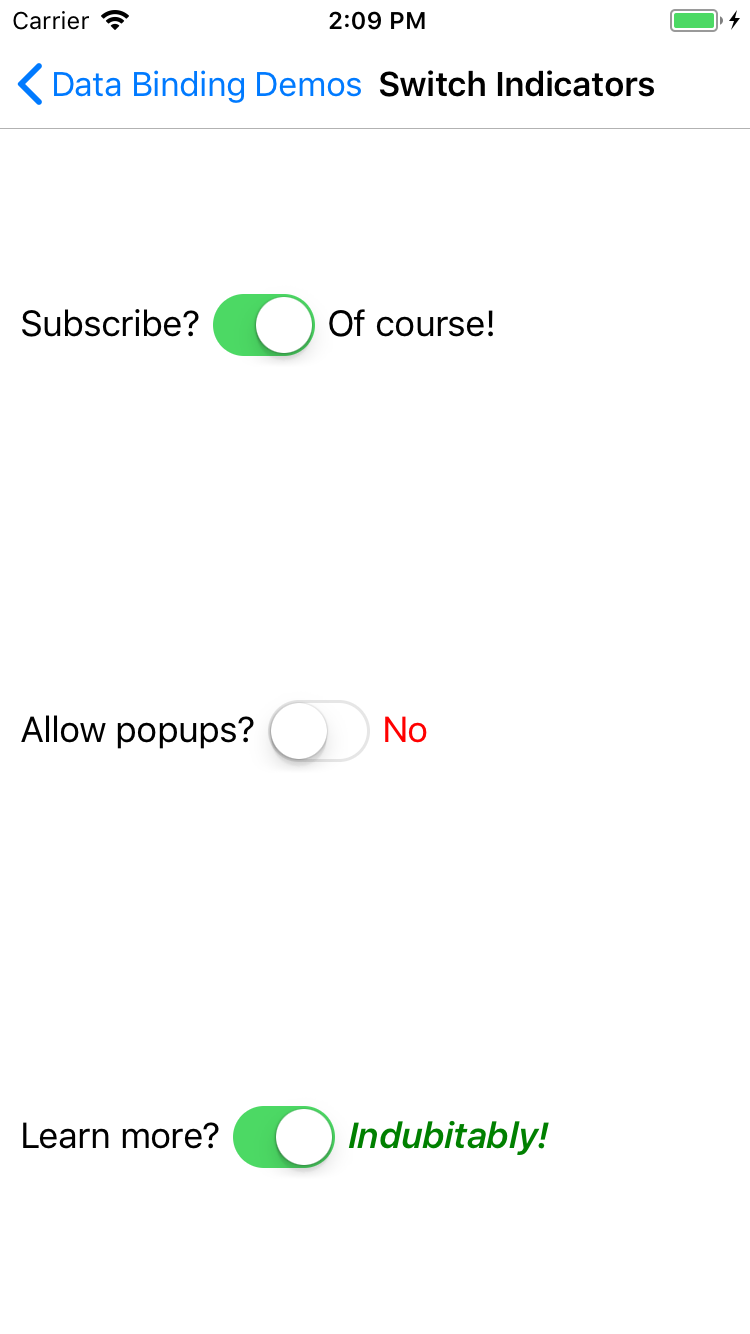 Carrier 2:09 PM
Data Binding Demos Switch Indicators
Subscribe? Of course!
Allow popups? No
Learn more? Indubitably!